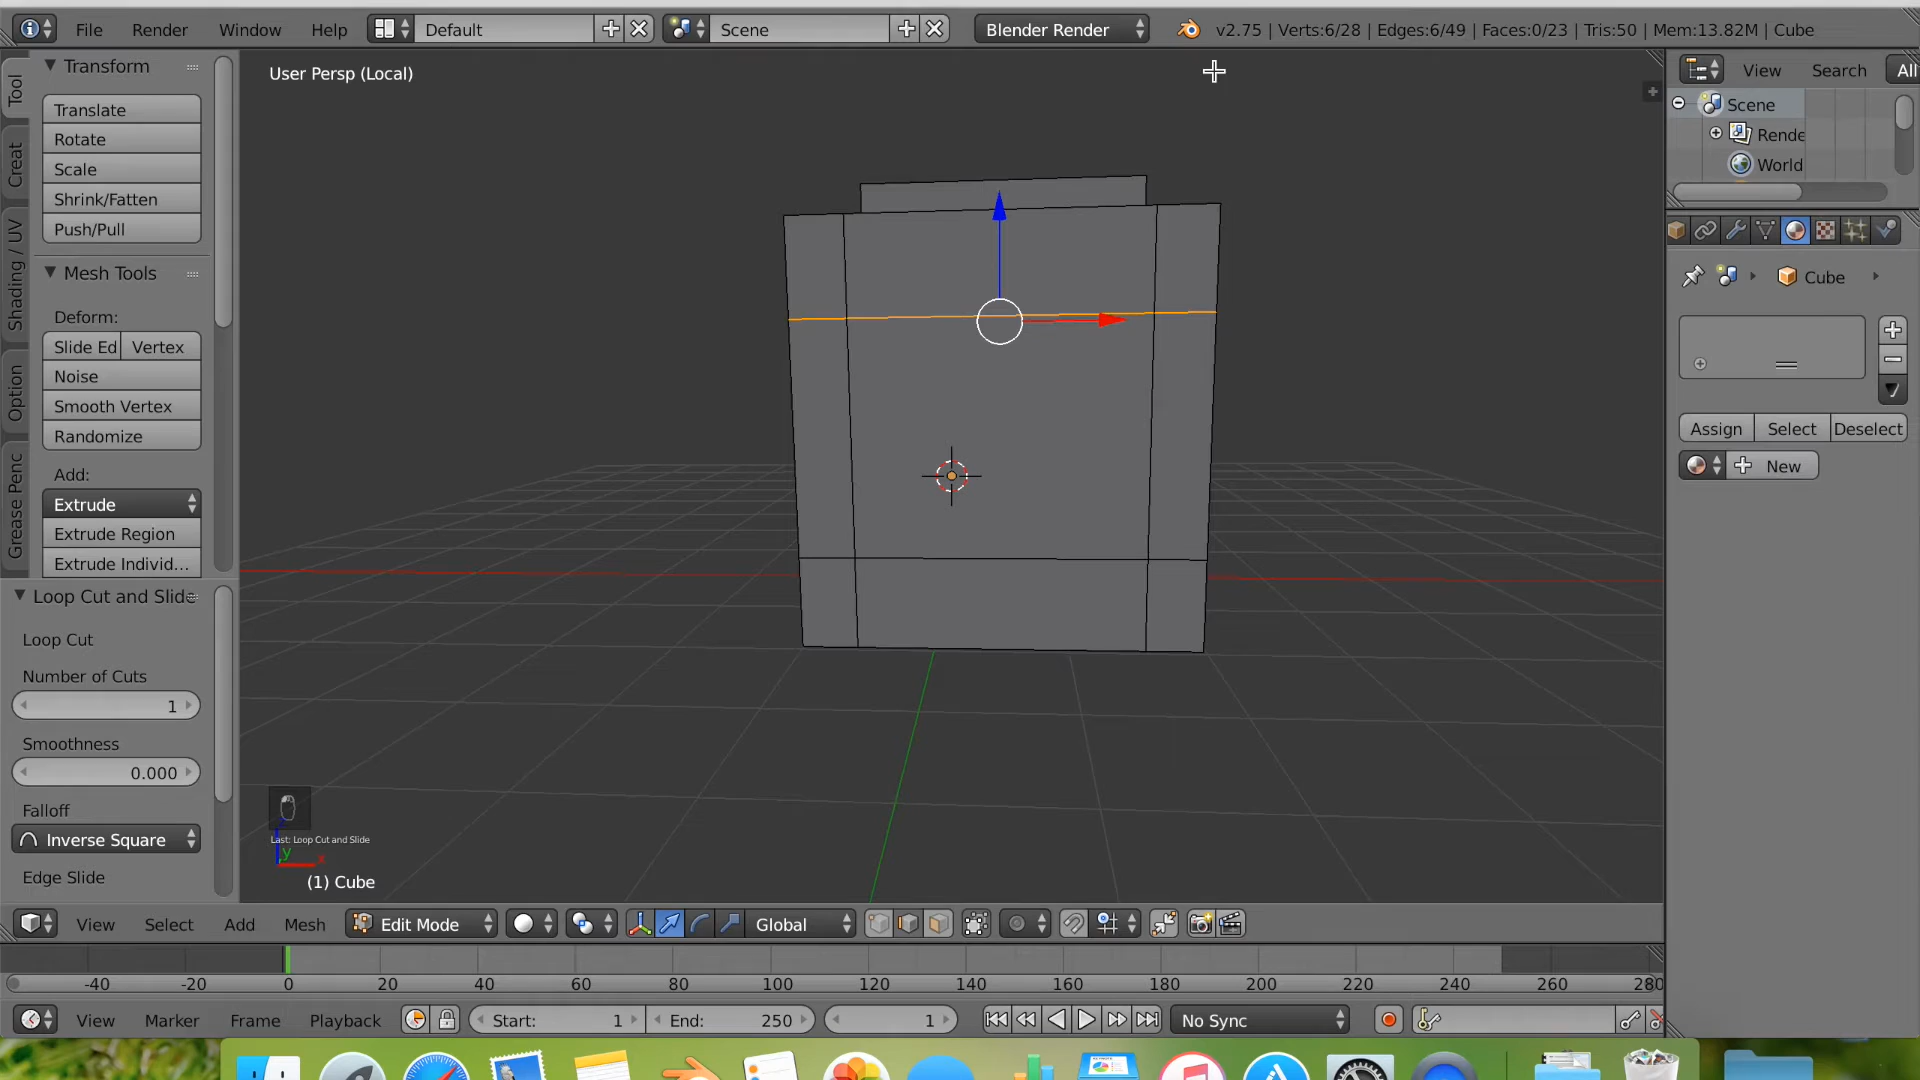 File Render Window Help Default Scene Blender Render v2.75 | Verts:6/28 | Edges:6/49 | Faces:0/23 | Tris:50 | Mem:13.82M | Cube
Transform
Translate
Rotate
Scale
Shrink/Fatten
Push/Pull
Mesh Tools
Deform:
Slide Ed Vertex
Noise
Smooth Vertex
Randomize
Add:
Extrude
Extrude Region
Extrude Individ...
Tool
Creat
Shading / UV
Option
Grease Penc
Loop Cut and Slide
Loop Cut
Number of Cuts
1
Smoothness
0.000
Falloff
Inverse Square
Edge Slide
User Persp (Local)
Last: Loop Cut and Slide
y
x
(1) Cube
View Search All
Scene
Rende
World
Cube
Assign Select Deselect
New
View Select Add Mesh Edit Mode Global
-40 -20 0 20 40 60 80 100 120 140 160 180 200 220 240 260 280
View Marker Frame Playback Start: 1 End: 250 1 No Sync